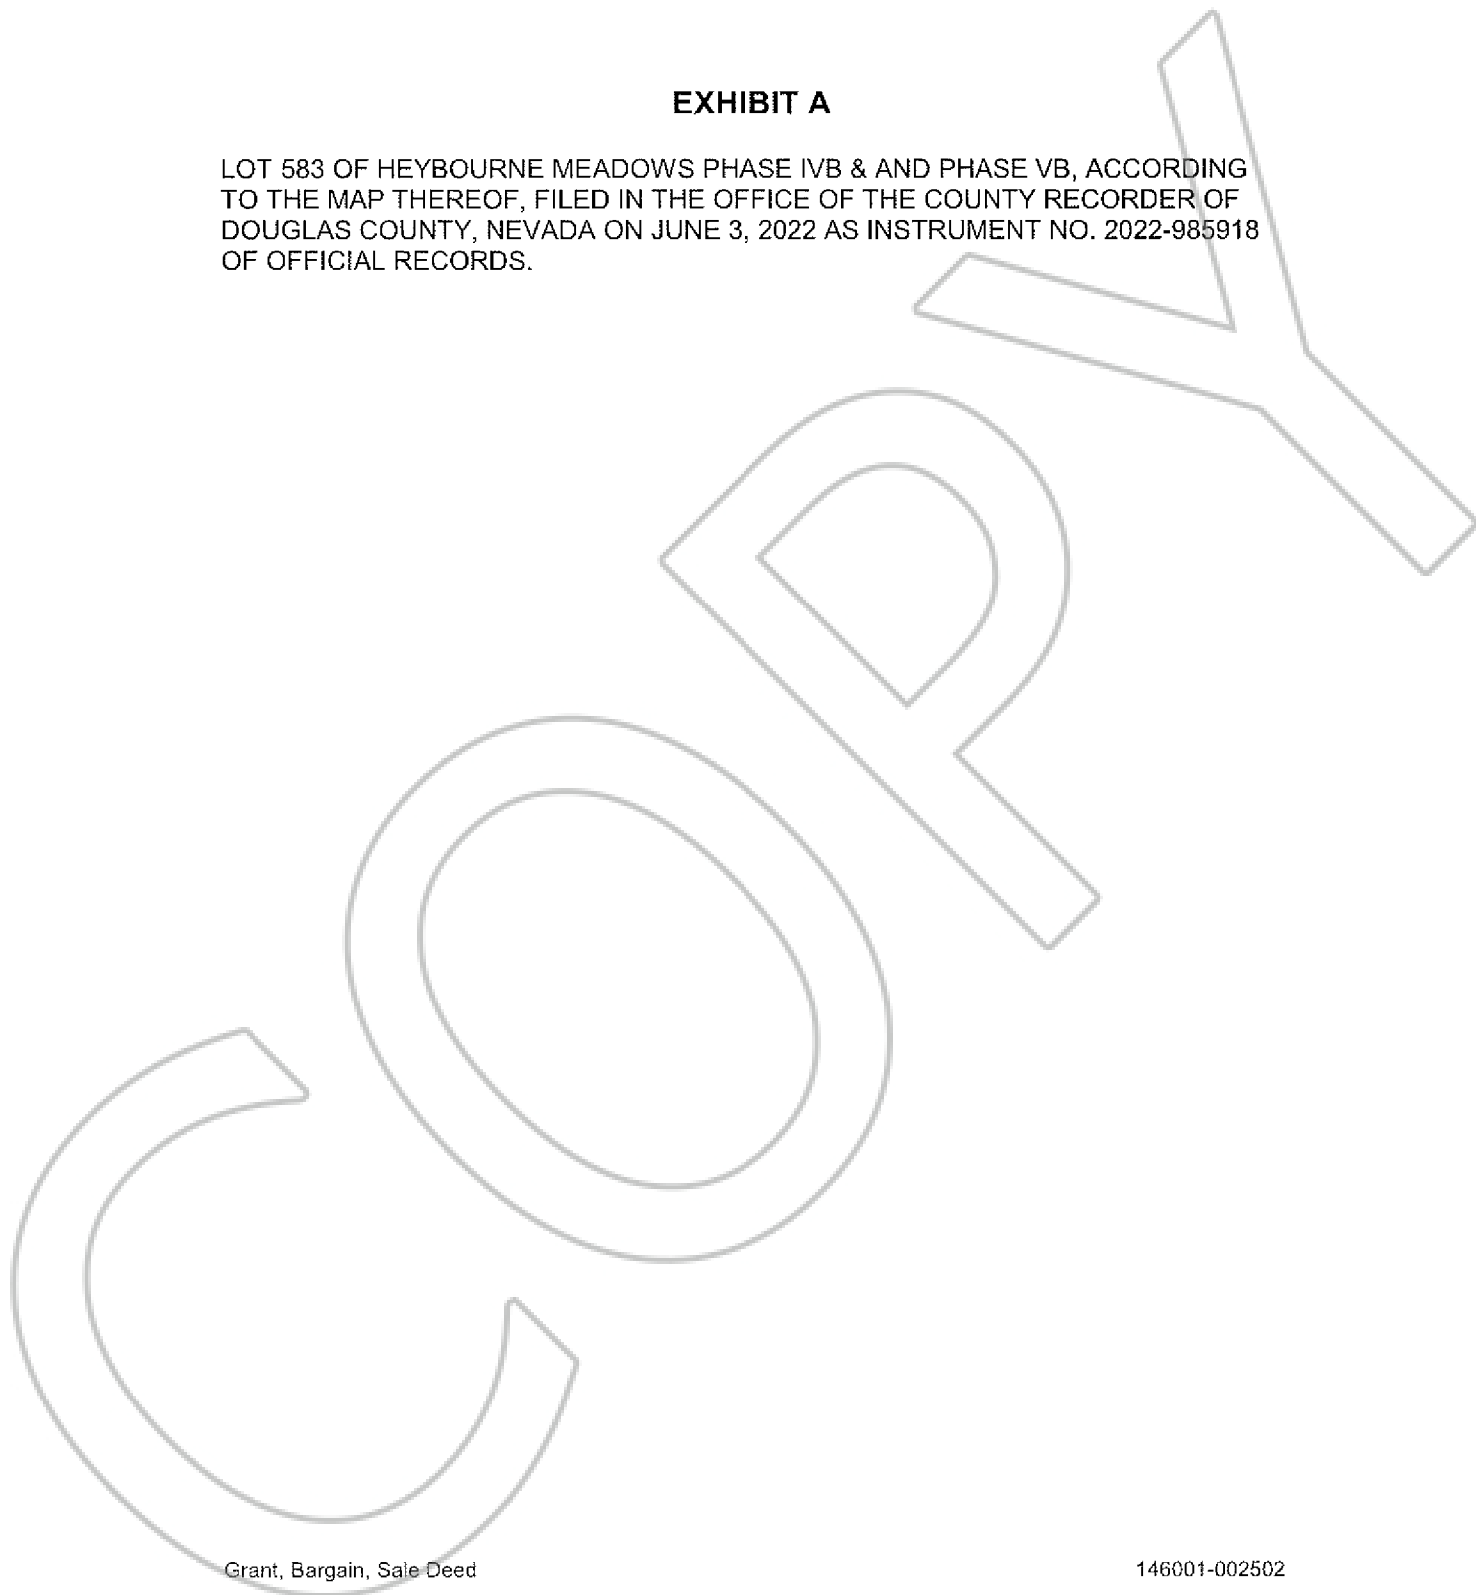 EXHIBIT A
LOT 583 OF HEYBOURNE MEADOWS PHASE IVB & AND PHASE VB, ACCORDING
TO THE MAP THEREOF, FILED IN THE OFFICE OF THE COUNTY RECORDER OF
DOUGLAS COUNTY, NEVADA ON JUNE 3, 2022 AS INSTRUMENT NO. 2022-985918
OF OFFICIAL RECORDS.
COPY
Grant, Bargain, Sale Deed
146001-002502